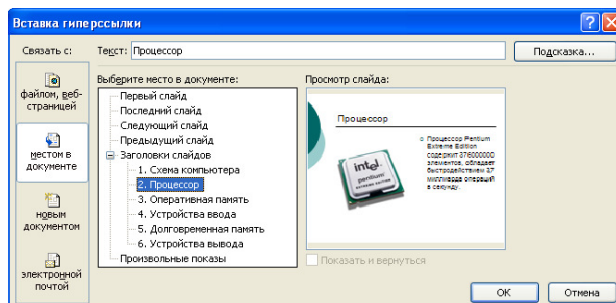 Вставка гиперссылки
Связать с:
Текст: Процессор
Подсказка...
файлом, веб-
страницей
местом в
документе
новым
документом
электронной
почтой
Выберите место в документе:
Первый слайд
Последний слайд
Следующий слайд
Предыдущий слайд
Заголовки слайдов
1. Схема компьютера
2. Процессор
3. Оперативная память
4. Устройства ввода
5. Долговременная память
6. Устройства вывода
Произвольные показы
Просмотр слайда:
Процессор
intel
pentium
Процессор Pentium
Extreme Edition
содержит 376000000
элементов, обладает
быстродействием 3,7
миллиарда операций
в секунду.
Показать и вернуться
ОК
Отмена